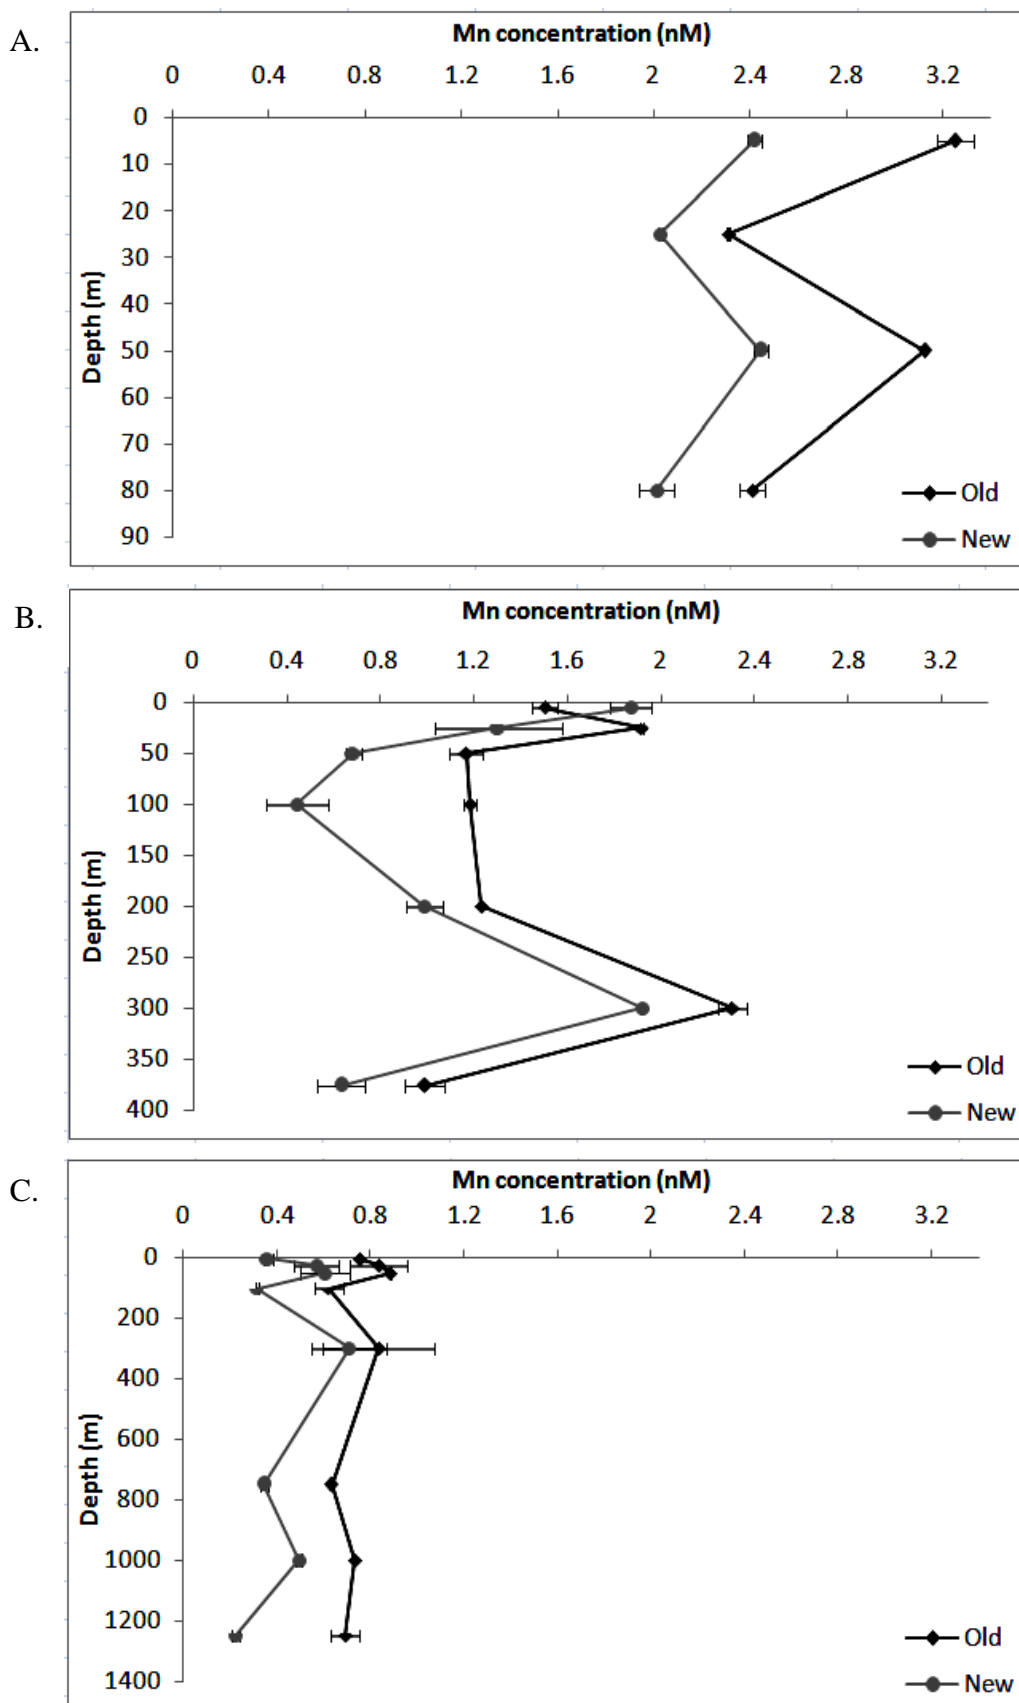 A.
Mn concentration (nM)
0 0.4 0.8 1.2 1.6 2 2.4 2.8 3.2
0
10
20
30
40
50
60
70
80
90
Depth (m)
Old
New
B.
Mn concentration (nM)
0 0.4 0.8 1.2 1.6 2 2.4 2.8 3.2
0
50
100
150
200
250
300
350
400
Depth (m)
Old
New
C.
Mn concentration (nM)
0 0.4 0.8 1.2 1.6 2 2.4 2.8 3.2
0
200
400
600
800
1000
1200
1400
Depth (m)
Old
New